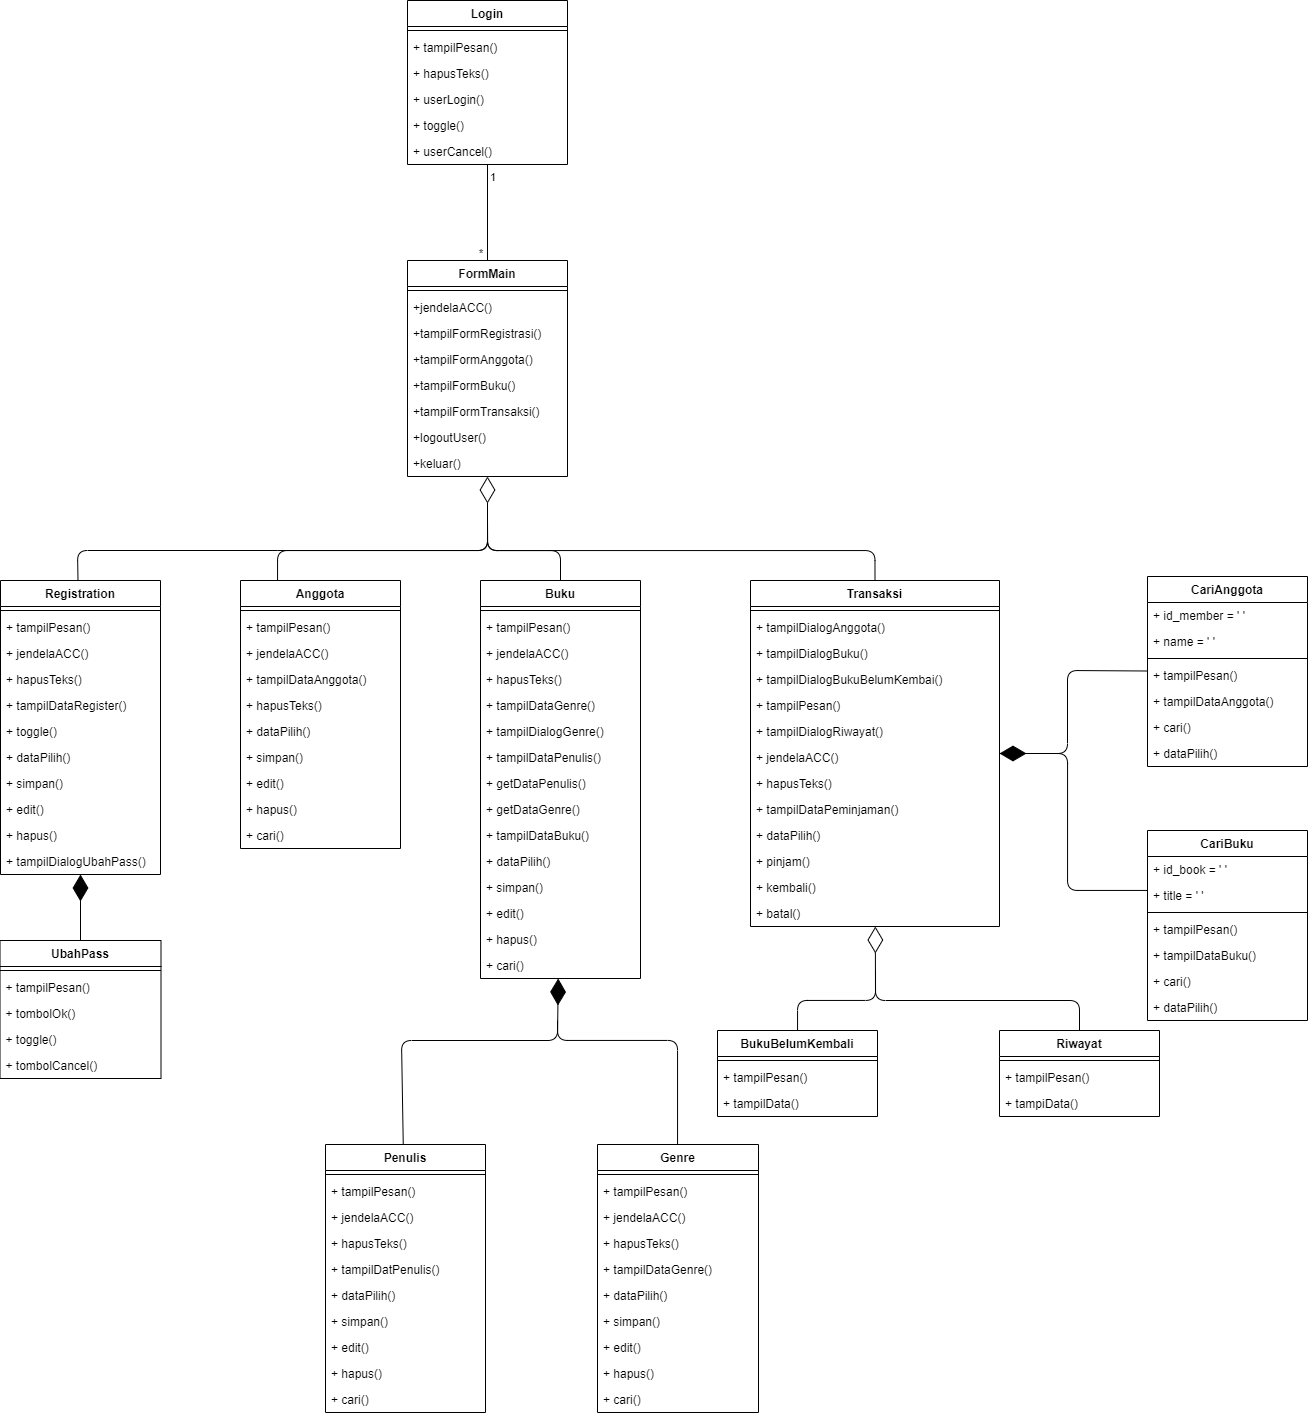 Login
+ tampilPesan()
+ hapusTeks()
+ userLogin()
+ toggle()
+ userCancel()
1
*
FormMain
+jendelaACC()
+tampilFormRegistrasi()
+tampilFormAnggota()
+tampilFormBuku()
+tampilFormTransaksi()
+logoutUser()
+keluar()
Registration
+ tampilPesan()
+ jendelaACC()
+ hapusTeks()
+ tampilDataRegister()
+ toggle()
+ dataPilih()
+ simpan()
+ edit()
+ hapus()
+ tampilDialogUbahPass()
Anggota
+ tampilPesan()
+ jendelaACC()
+ tampilDataAnggota()
+ hapusTeks()
+ dataPilih()
+ simpan()
+ edit()
+ hapus()
+ cari()
Buku
+ tampilPesan()
+ jendelaACC()
+ hapusTeks()
+ tampilDataGenre()
+ tampilDialogGenre()
+ tampilDataPenulis()
+ getDataPenulis()
+ getDataGenre()
+ tampilDataBuku()
+ dataPilih()
+ simpan()
+ edit()
+ hapus()
+ cari()
Transaksi
+ tampilDialogAnggota()
+ tampilDialogBuku()
+ tampilDialogBukuBelumKembai()
+ tampilPesan()
+ tampilDialogRiwayat()
+ jendelaACC()
+ hapusTeks()
+ tampilDataPeminjaman()
+ dataPilih()
+ pinjam()
+ kembali()
+ batal()
CariAnggota
+ id_member = ' '
+ name = ' '
+ tampilPesan()
+ tampilDataAnggota()
+ cari()
+ dataPilih()
CariBuku
+ id_book = ' '
+ title = ' '
+ tampilPesan()
+ tampilDataBuku()
+ cari()
+ dataPilih()
UbahPass
+ tampilPesan()
+ tombolOk()
+ toggle()
+ tombolCancel()
BukuBelumKembali
+ tampilPesan()
+ tampilData()
Riwayat
+ tampilPesan()
+ tampiData()
Penulis
+ tampilPesan()
+ jendelaACC()
+ hapusTeks()
+ tampilDatPenulis()
+ dataPilih()
+ simpan()
+ edit()
+ hapus()
+ cari()
Genre
+ tampilPesan()
+ jendelaACC()
+ hapusTeks()
+ tampilDataGenre()
+ dataPilih()
+ simpan()
+ edit()
+ hapus()
+ cari()